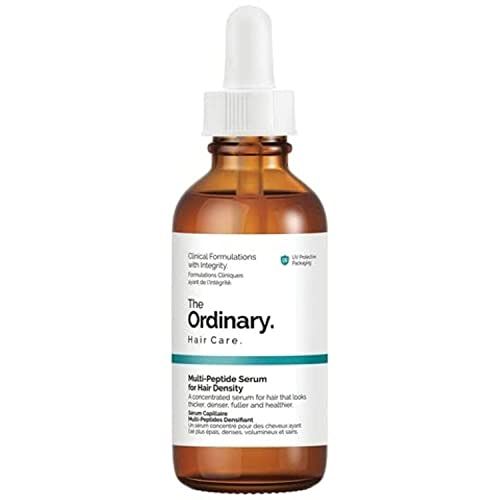 Clinical Formulations
with Integrity.
Formulations Cliniques
ayant de l'intégrité.
UV Protective
Packaging
The
Ordinary.
Hair Care.
Multi-Peptide Serum
for Hair Density
A concentrated serum for hair that looks
thicker, denser, fuller and healthier.
Sérum Capillaire
Multi-Peptides Densifiant
Un sérum concentré pour des cheveux ayant
l'air plus épais, denses, volumineux et sains.